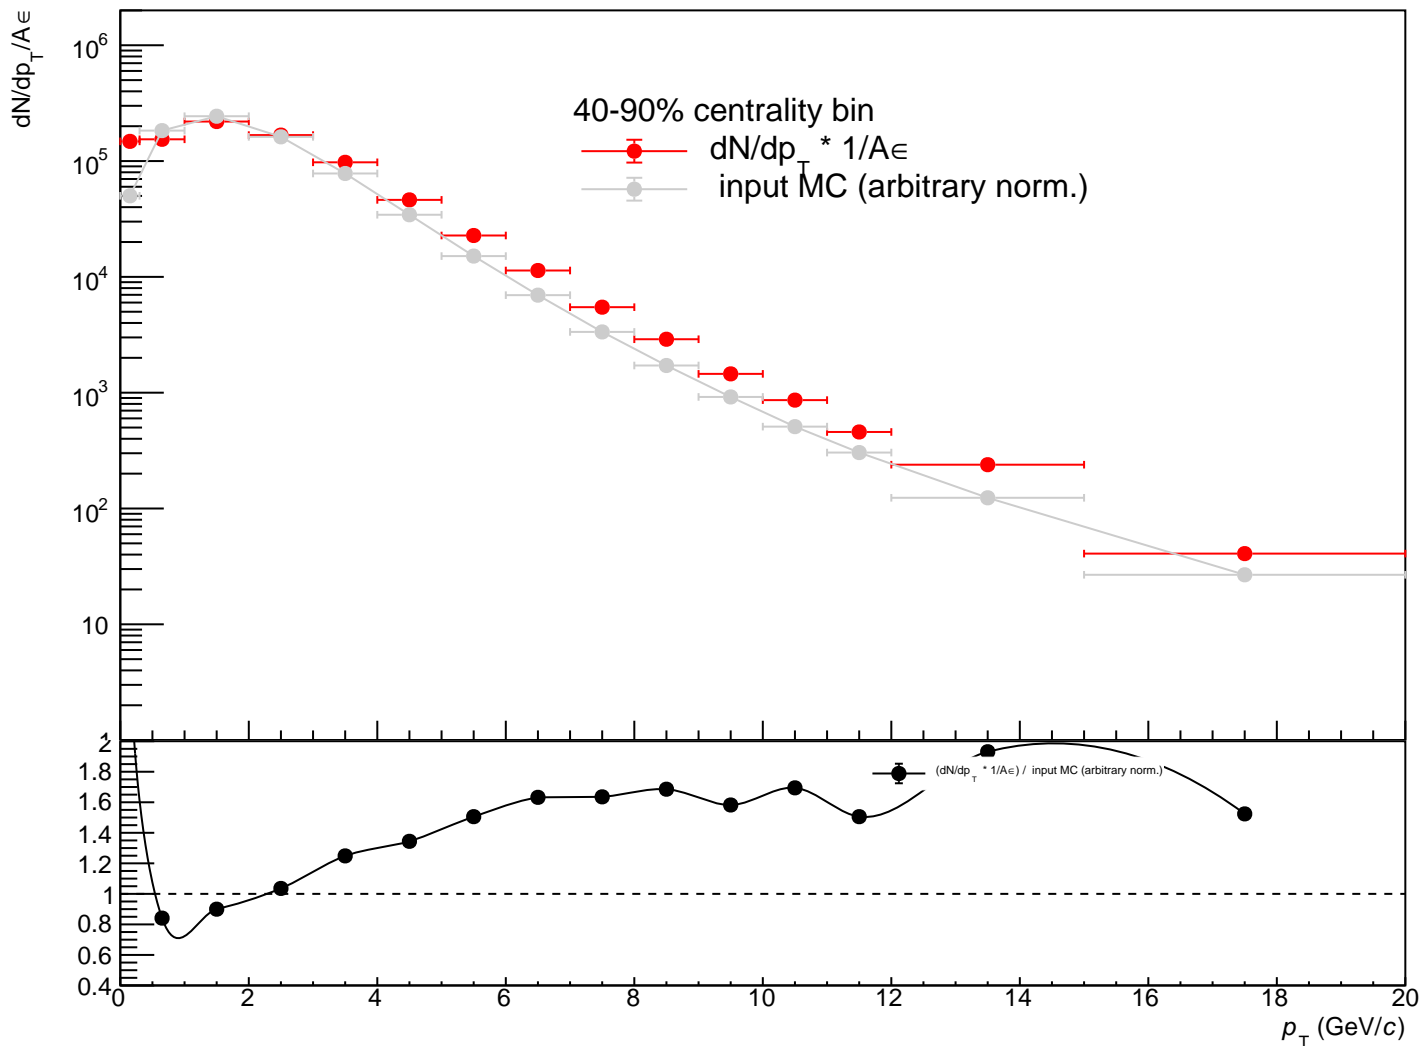 dN/dp_T/A∈
10^6
10^5
10^4
10^3
10^2
10
1
40-90% centrality bin
dN/dp_T * 1/A∈
input MC (arbitrary norm.)
2
1.8
1.6
1.4
1.2
1
0.8
0.6
0.4
(dN/dp_T * 1/A∈) / input MC (arbitrary norm.)
0 2 4 6 8 10 12 14 16 18 20
p_T (GeV/c)